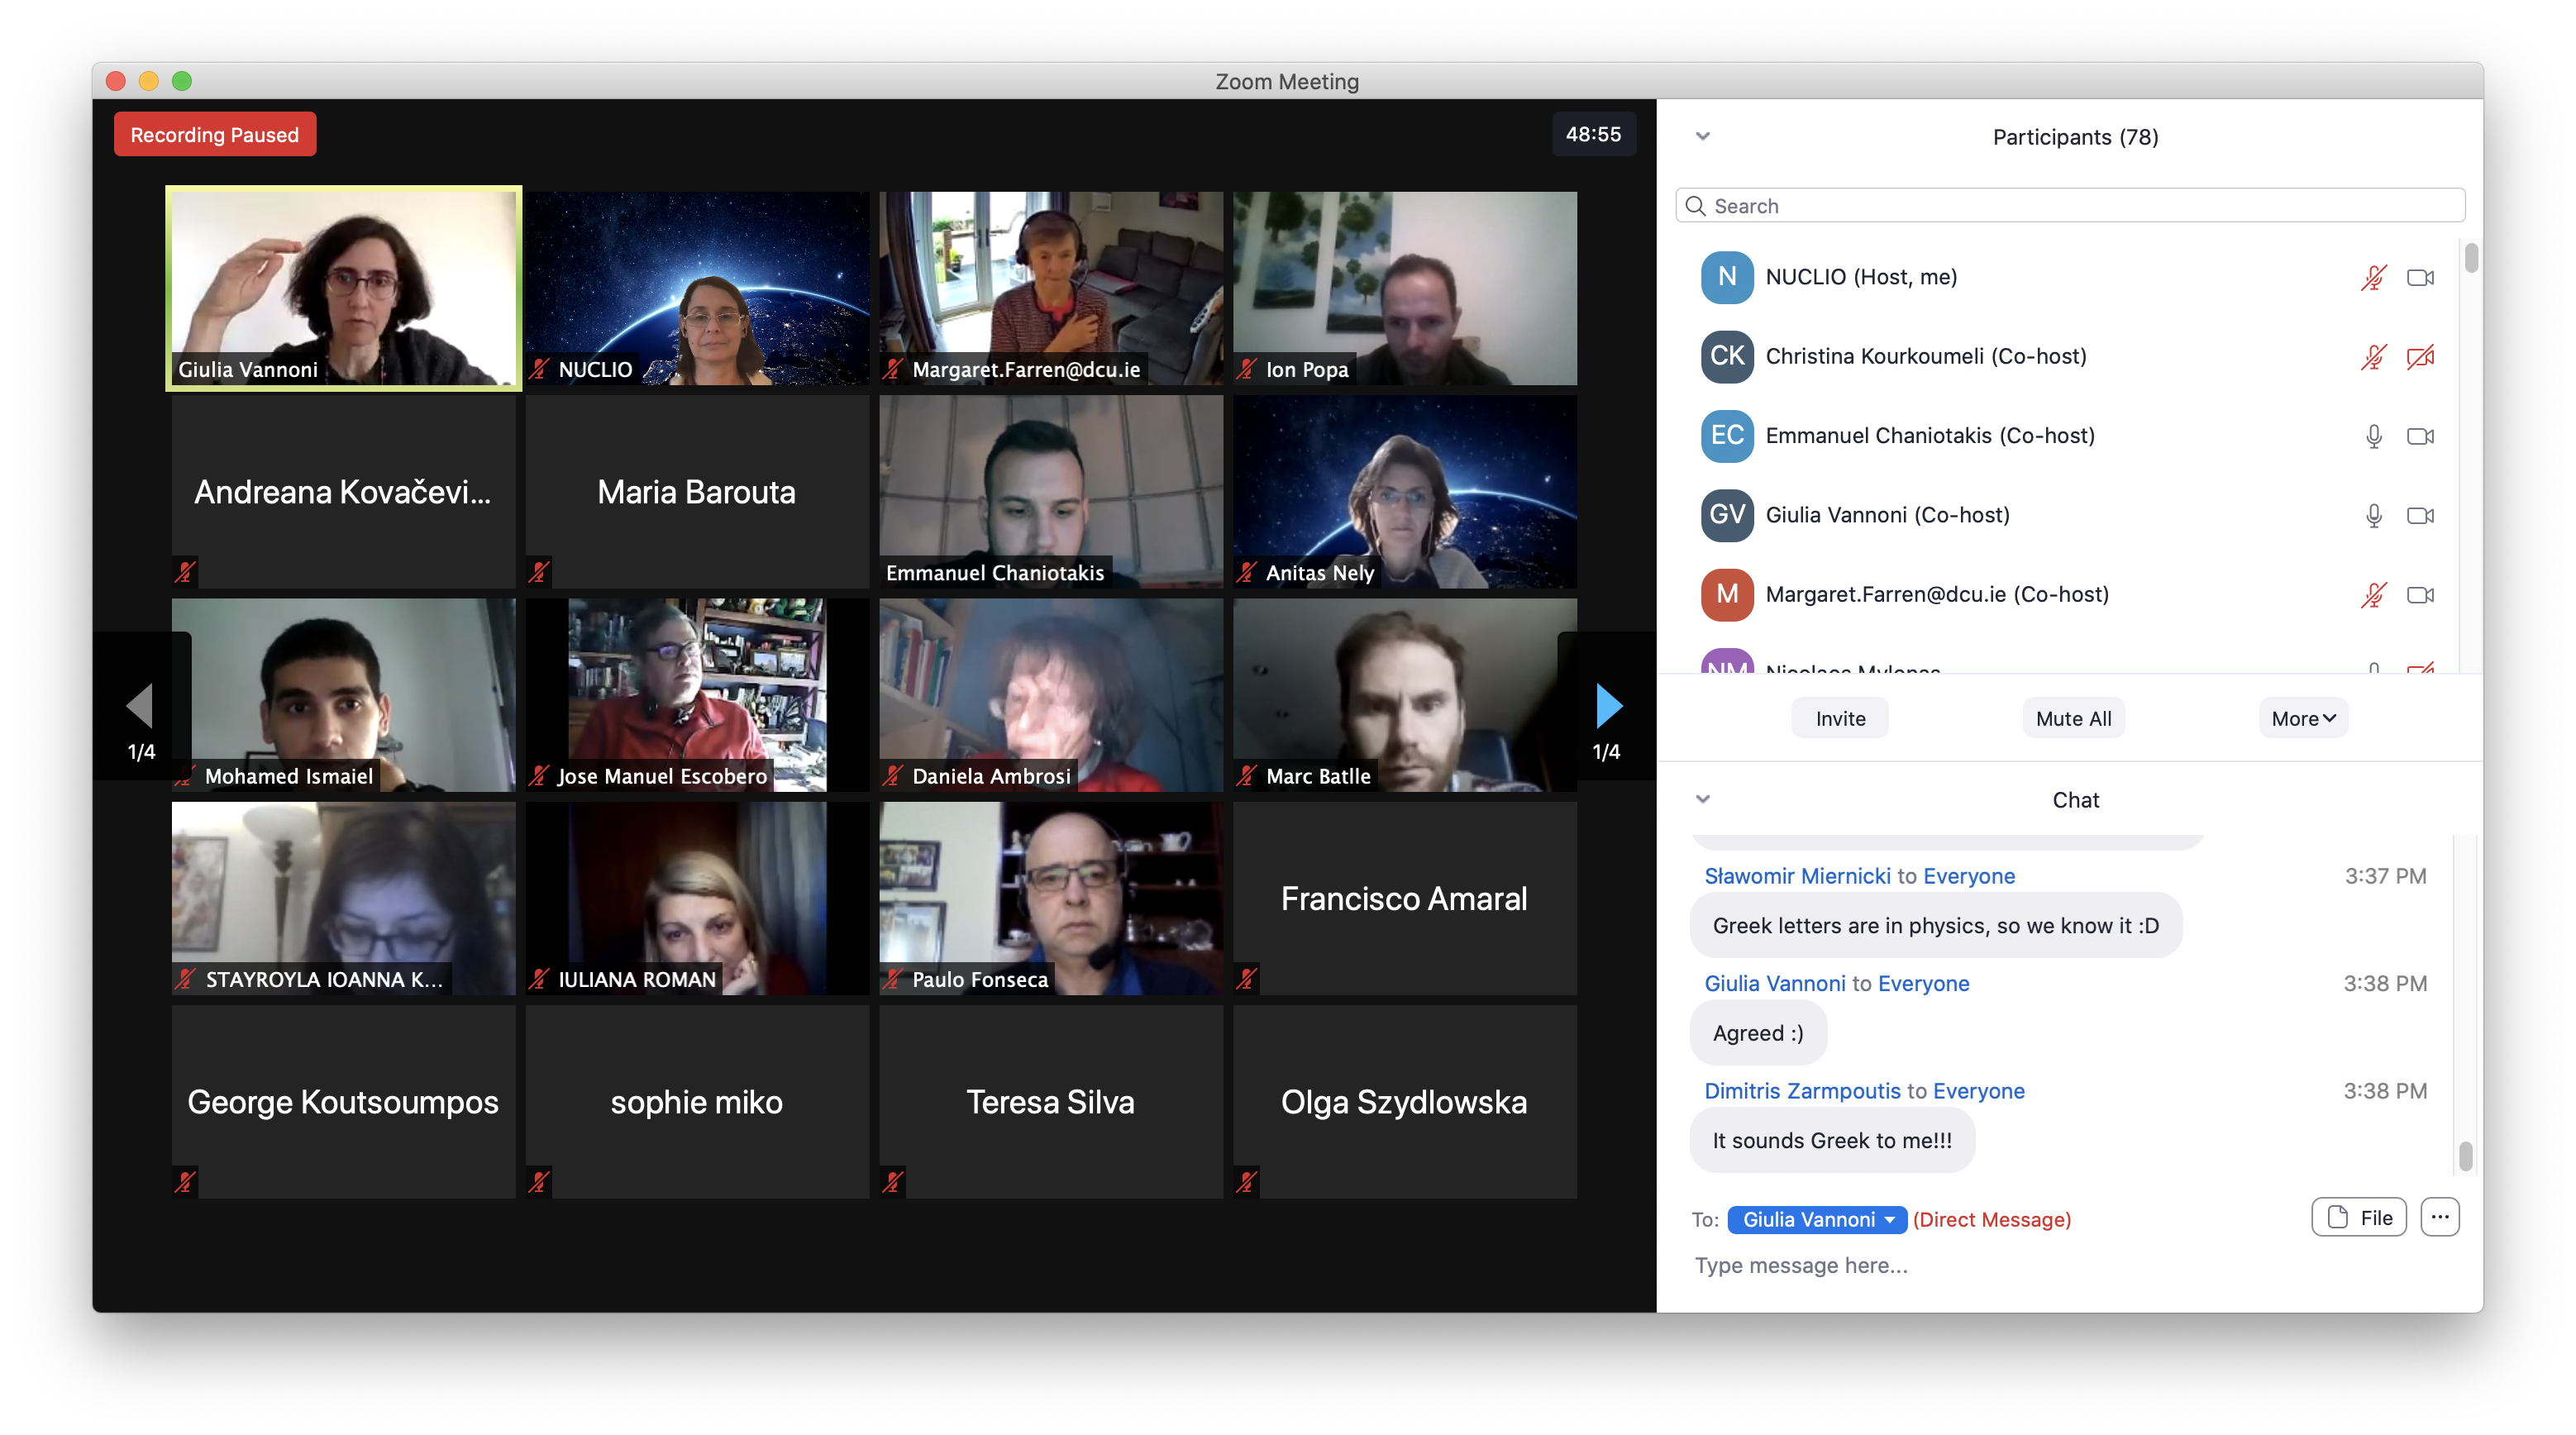 Zoom Meeting
Recording Paused
48:55
Giulia Vannoni
NUCLIO
Margaret.Farren@dcu.ie
Ion Popa
Andreana Kovačevi...
Maria Barouta
Emmanuel Chaniotakis
Anitas Nely
Mohamed Ismaiel
Jose Manuel Escobero
Daniela Ambrosi
Marc Batlle
1/4
1/4
STAYROYLA IOANNA K...
IULIANA ROMAN
Paulo Fonseca
Francisco Amaral
George Koutsoumpos
sophie miko
Teresa Silva
Olga Szydlowska
Participants (78)
Search
N NUCLIO (Host, me)
CK Christina Kourkoumeli (Co-host)
EC Emmanuel Chaniotakis (Co-host)
GV Giulia Vannoni (Co-host)
M Margaret.Farren@dcu.ie (Co-host)
NM Nicolaos Mylonas
Invite Mute All More
Chat
Sławomir Miernicki to Everyone 3:37 PM
Greek letters are in physics, so we know it :D
Giulia Vannoni to Everyone 3:38 PM
Agreed :)
Dimitris Zarmpoutis to Everyone 3:38 PM
It sounds Greek to me!!!
To: Giulia Vannoni (Direct Message) File ...
Type message here...